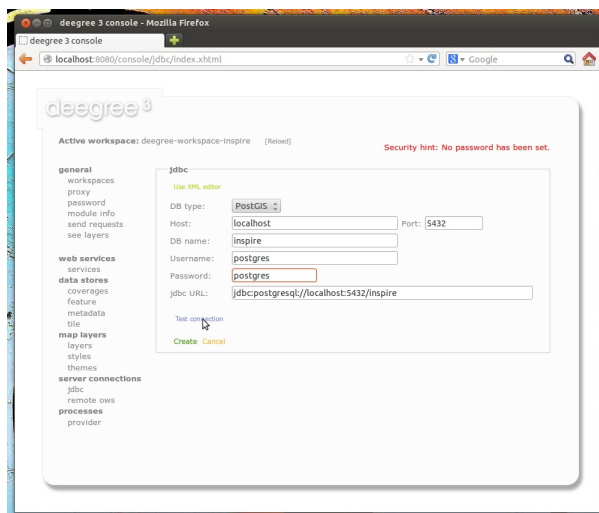 deegree 3 console - Mozilla Firefox
deegree 3 console
localhost:8080/console/jdbc/index.xhtml
Google
deegree 3
Active workspace: deegree-workspace-inspire [Reload]
Security hint: No password has been set.
general
workspaces
proxy
password
module info
send requests
see layers
web services
services
data stores
coverages
feature
metadata
tile
map layers
layers
styles
themes
server connections
jdbc
remote ows
processes
provider
jdbc
Use XML editor
DB type: PostGIS
Host: localhost Port: 5432
DB name: inspire
Username: postgres
Password: postgres
jdbc URL: jdbc:postgresql://localhost:5432/inspire
Test connection
Create Cancel